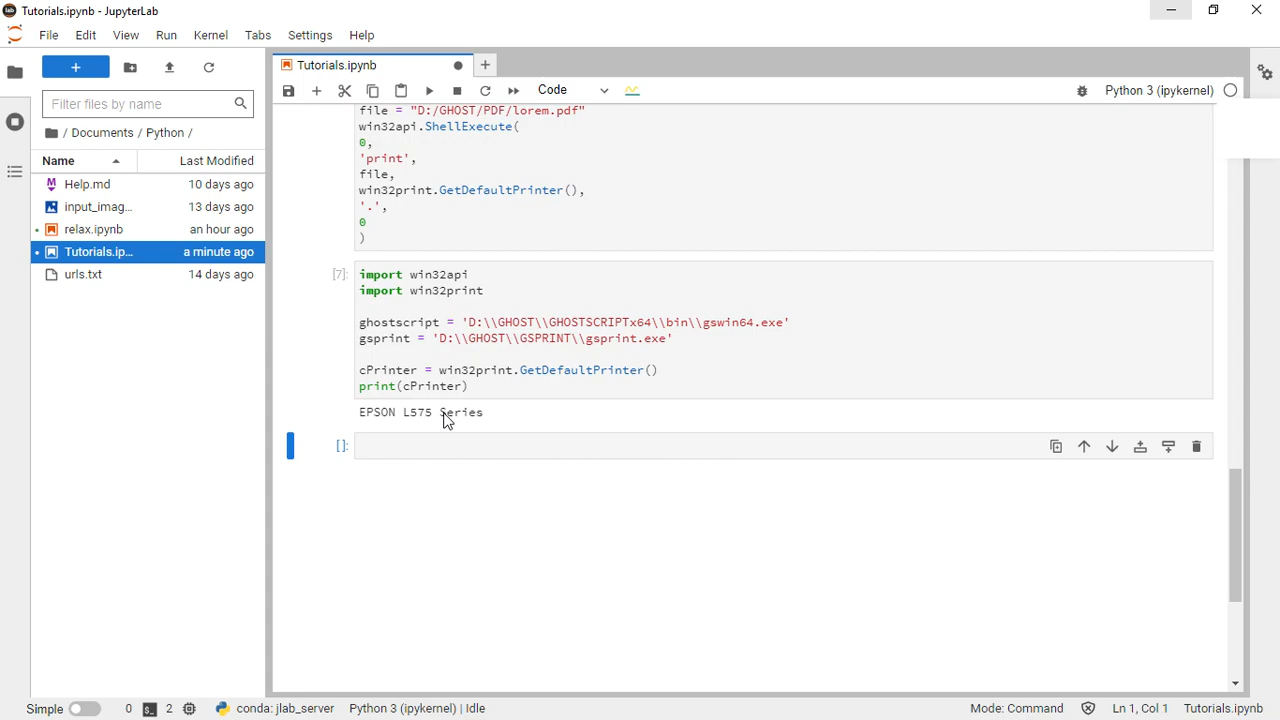 Tutorials.ipynb - JupyterLab
File Edit View Run Kernel Tabs Settings Help
Tutorials.ipynb
Code
Python 3 (ipykernel)
Filter files by name
/ Documents / Python /
Name Last Modified
Help.md 10 days ago
input_imag... 13 days ago
relax.ipynb an hour ago
Tutorials.ip... a minute ago
urls.txt 14 days ago
file = "D:/GHOST/PDF/lorem.pdf"
win32api.ShellExecute(
0,
'print',
file,
win32print.GetDefaultPrinter(),
'.',
0
)
[7]:
import win32api
import win32print
ghostscript = 'D:\\GHOST\\GHOSTSCRIPTx64\\bin\\gswin64.exe'
gsprint = 'D:\\GHOST\\GSPRINT\\gsprint.exe'
cPrinter = win32print.GetDefaultPrinter()
print(cPrinter)
EPSON L575 Series
[ ]:
Simple 0 2 conda: jlab_server Python 3 (ipykernel) | Idle Mode: Command Ln 1, Col 1 Tutorials.ipynb